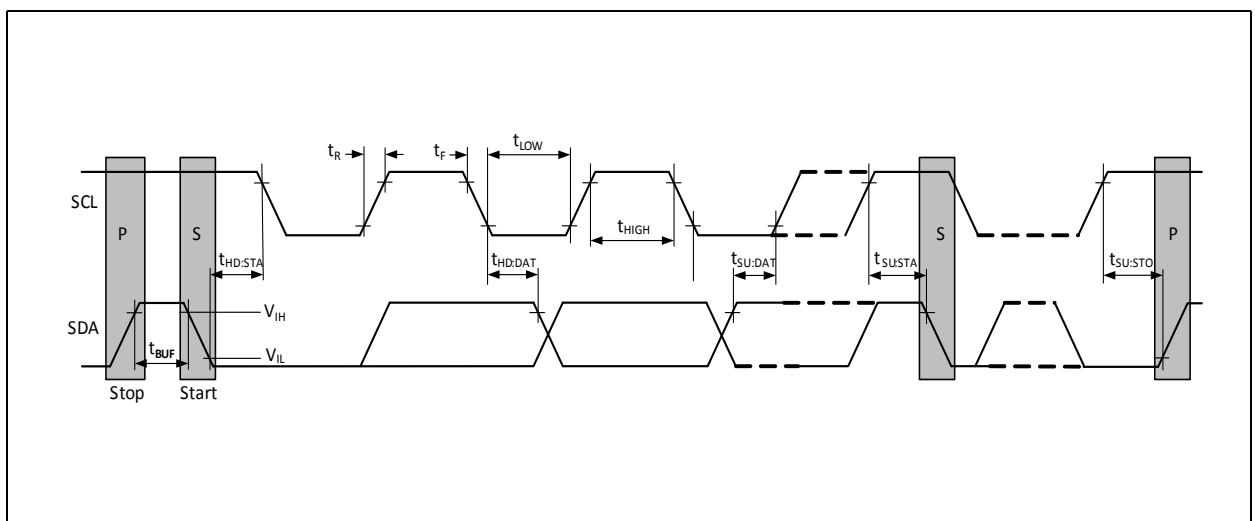 tR
tF
tLOW
SCL
P
S
S
P
tHIGH
tHD:STA
tHD:DAT
tSU:DAT
tSU:STA
tSU:STO
SDA
VIH
tBUF
VIL
Stop
Start